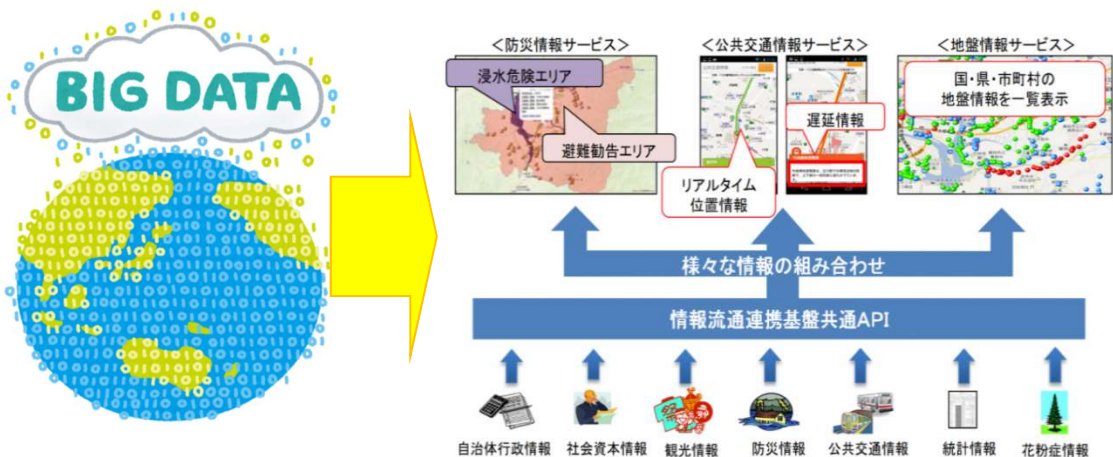 BIG DATA
<防災情報サービス>
<公共交通情報サービス>
<地盤情報サービス>
浸水危険エリア
避難勧告エリア
リアルタイム
位置情報
遅延情報
国・県・市町村の
地盤情報を一覧表示
様々な情報の組み合わせ
情報流通連携基盤共通API
自治体行政情報
社会資本情報
観光情報
防災情報
公共交通情報
統計情報
花粉症情報